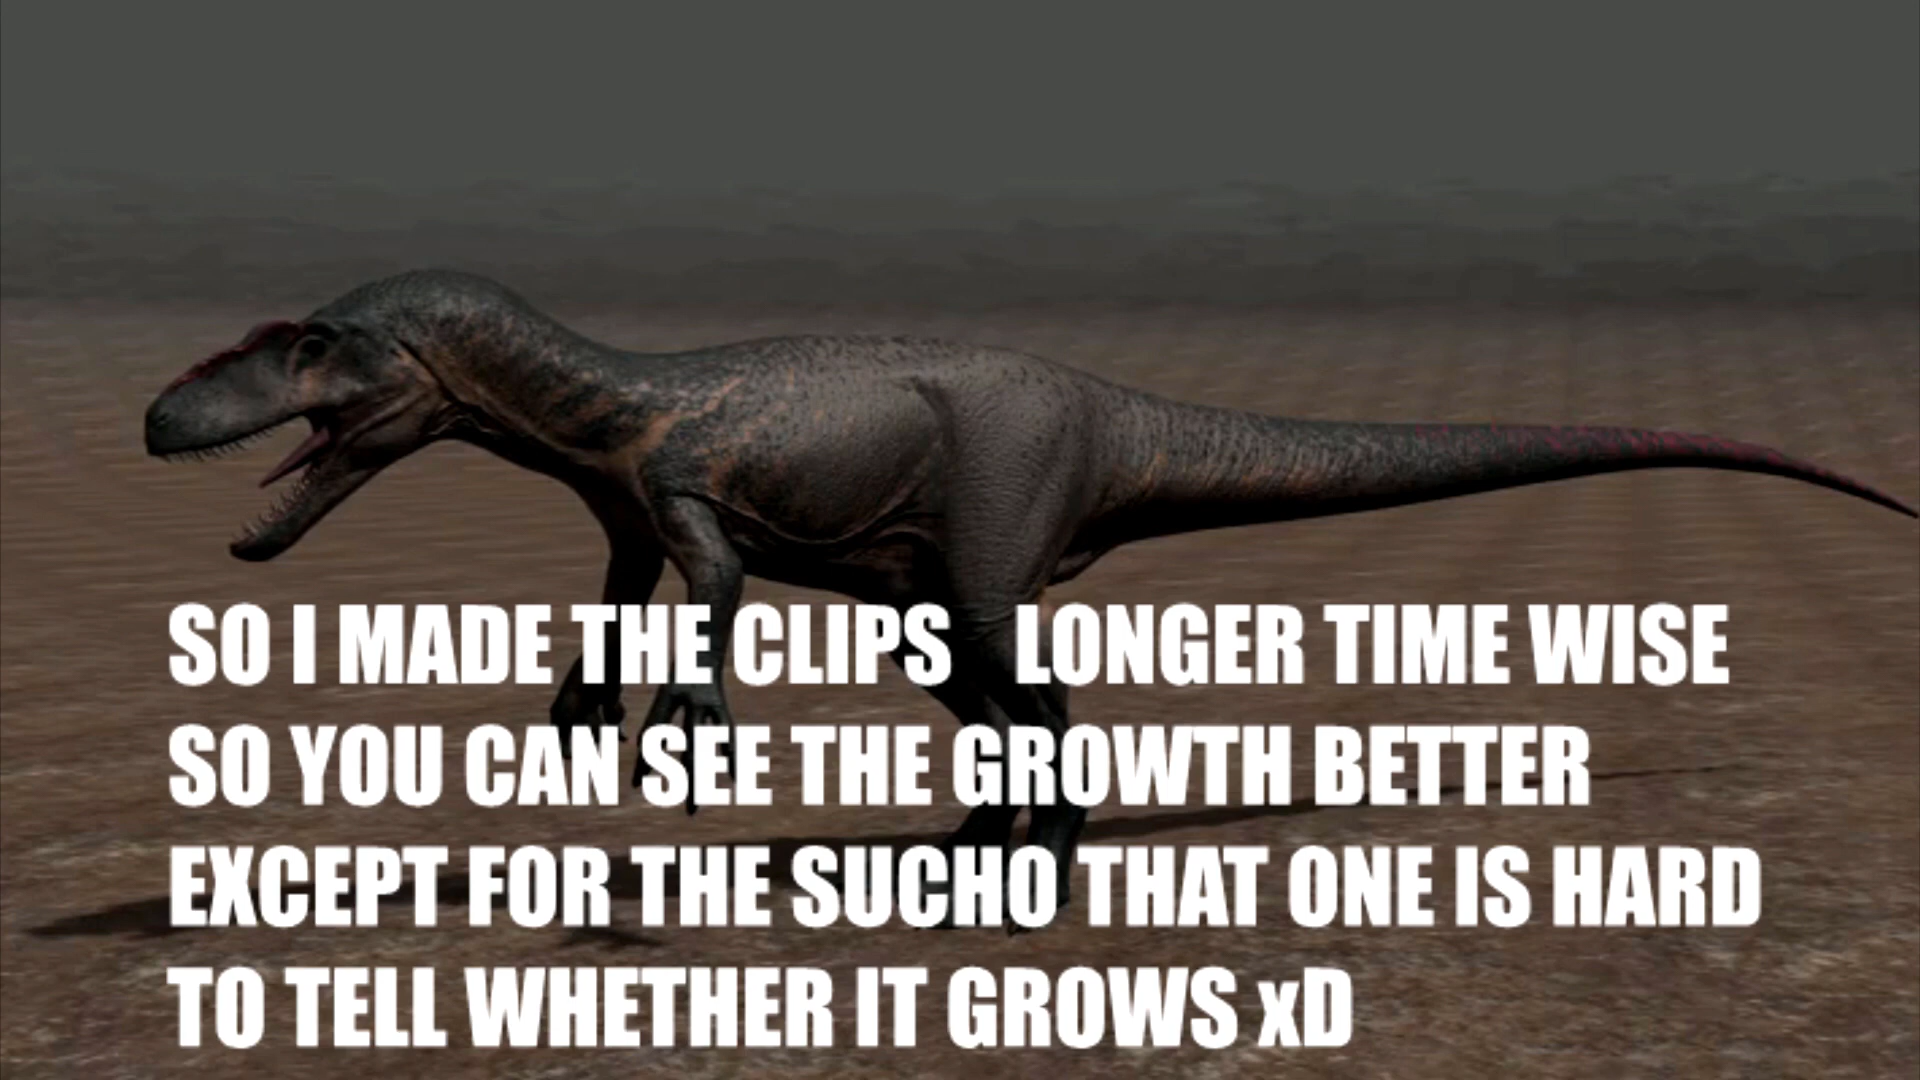 SO I MADE THE CLIPS LONGER TIME WISE
SO YOU CAN SEE THE GROWTH BETTER
EXCEPT FOR THE SUCHO THAT ONE IS HARD
TO TELL WHETHER IT GROWS xD